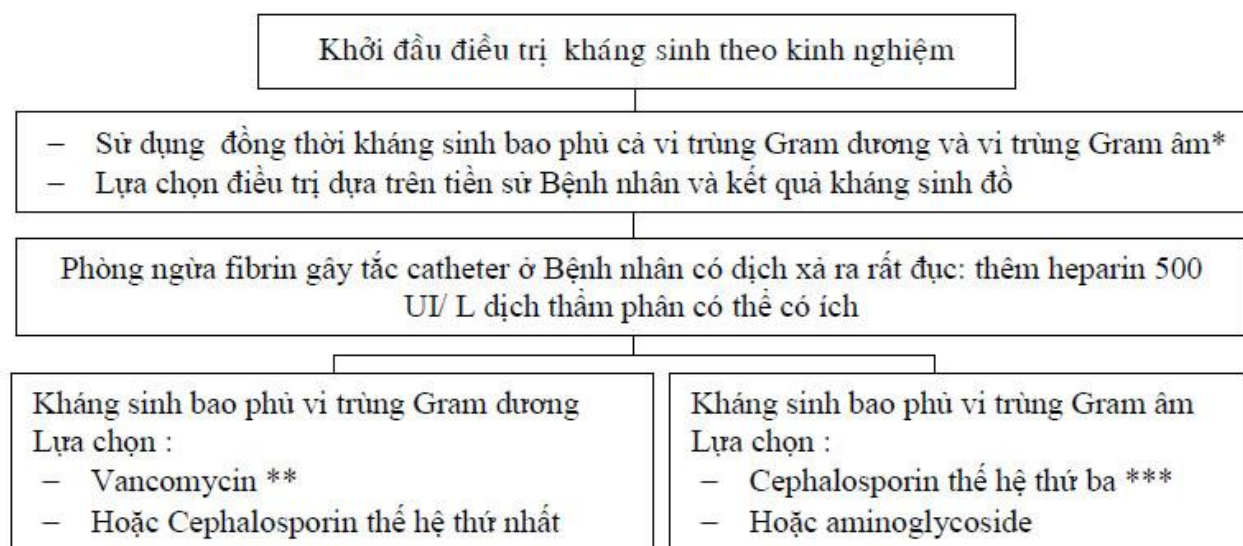 Khởi đầu điều trị kháng sinh theo kinh nghiệm
– Sử dụng đồng thời kháng sinh bao phủ cả vi trùng Gram dương và vi trùng Gram âm*
– Lựa chọn điều trị dựa trên tiền sử Bệnh nhân và kết quả kháng sinh đồ
Phòng ngừa fibrin gây tắc catheter ở Bệnh nhân có dịch xả ra rất đục: thêm heparin 500
UI/ L dịch thẩm phân có thể có ích
Kháng sinh bao phủ vi trùng Gram dương
Lựa chọn :
– Vancomycin **
– Hoặc Cephalosporin thế hệ thứ nhất
Kháng sinh bao phủ vi trùng Gram âm
Lựa chọn :
– Cephalosporin thế hệ thứ ba ***
– Hoặc aminoglycoside